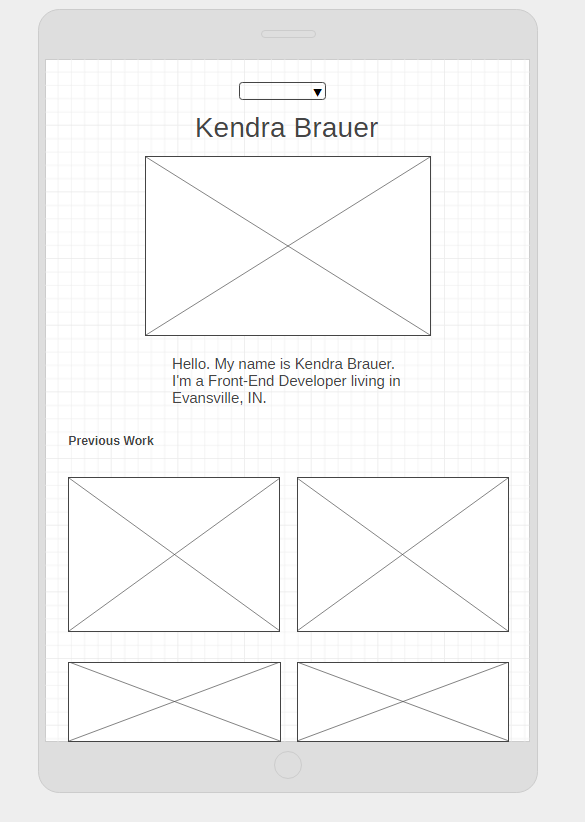 Kendra Brauer
Hello. My name is Kendra Brauer.
I'm a Front-End Developer living in
Evansville, IN.
Previous Work